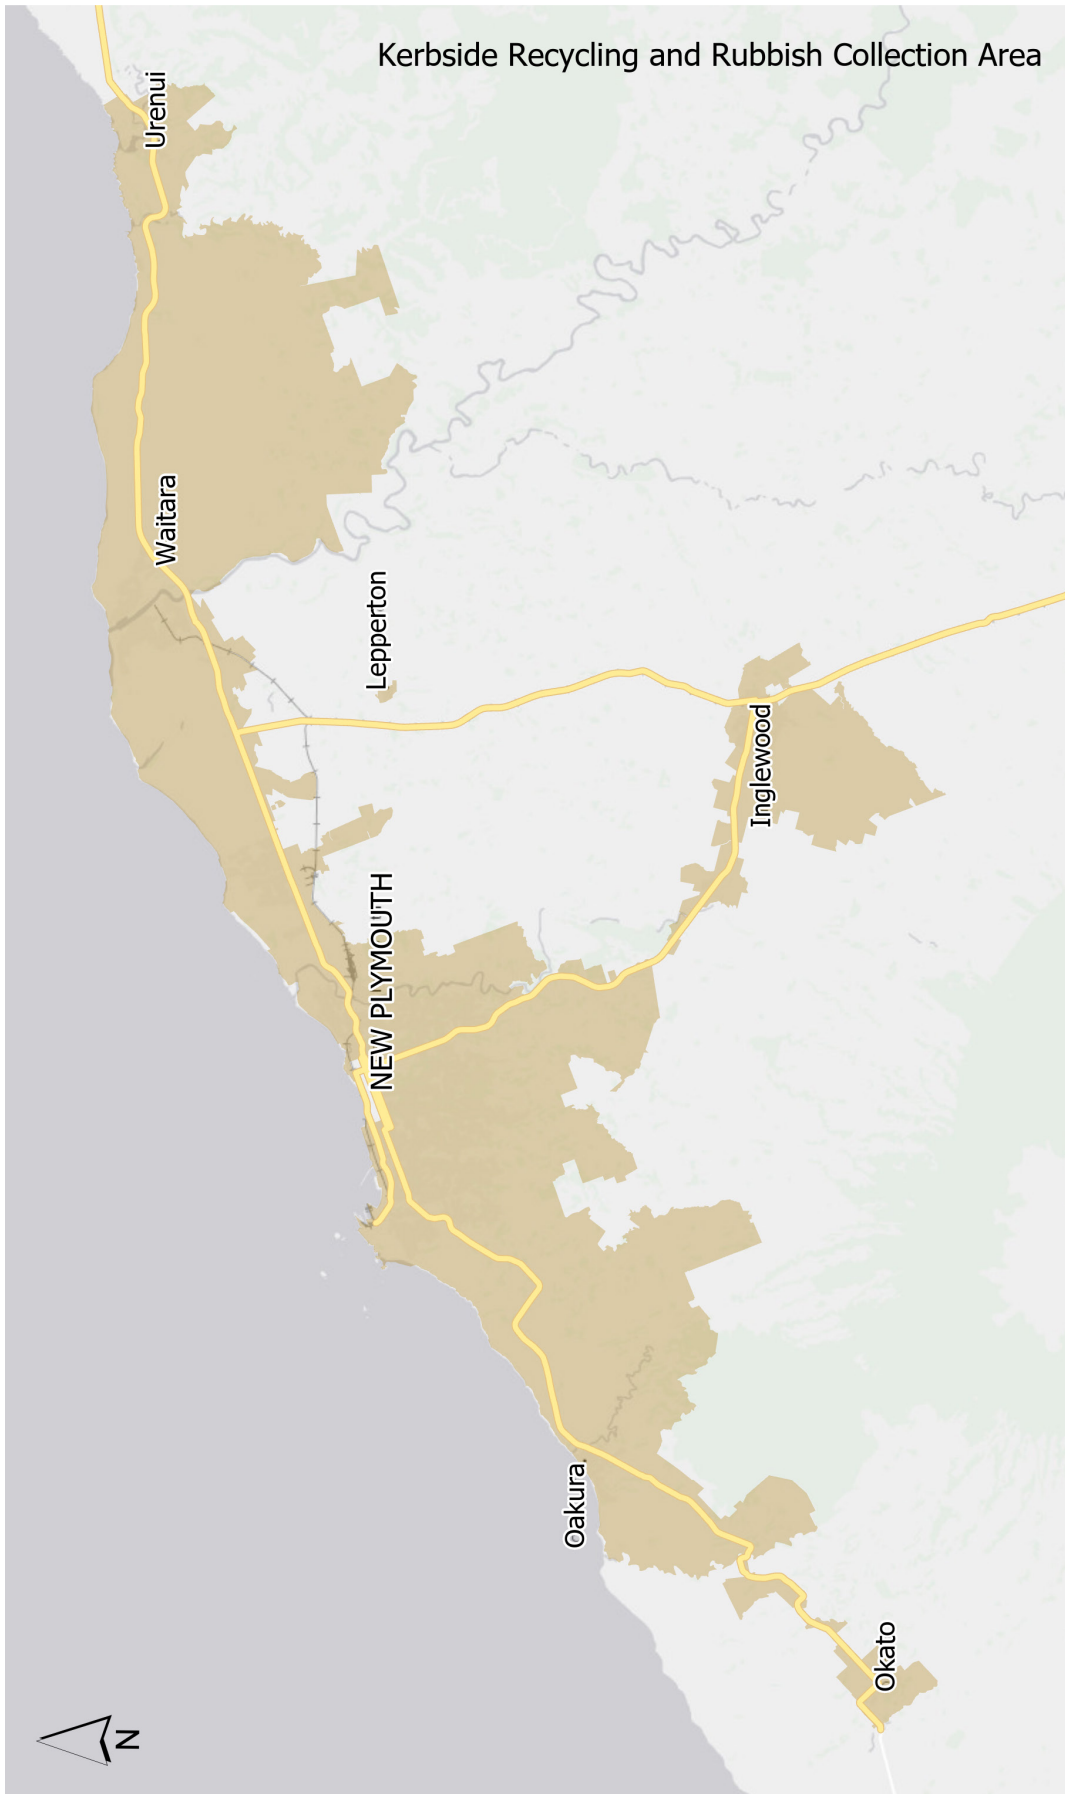 Kerbside Recycling and Rubbish Collection Area
Urenui
Waitara
Lepperton
Inglewood
NEW PLYMOUTH
Oakura
Okato
N